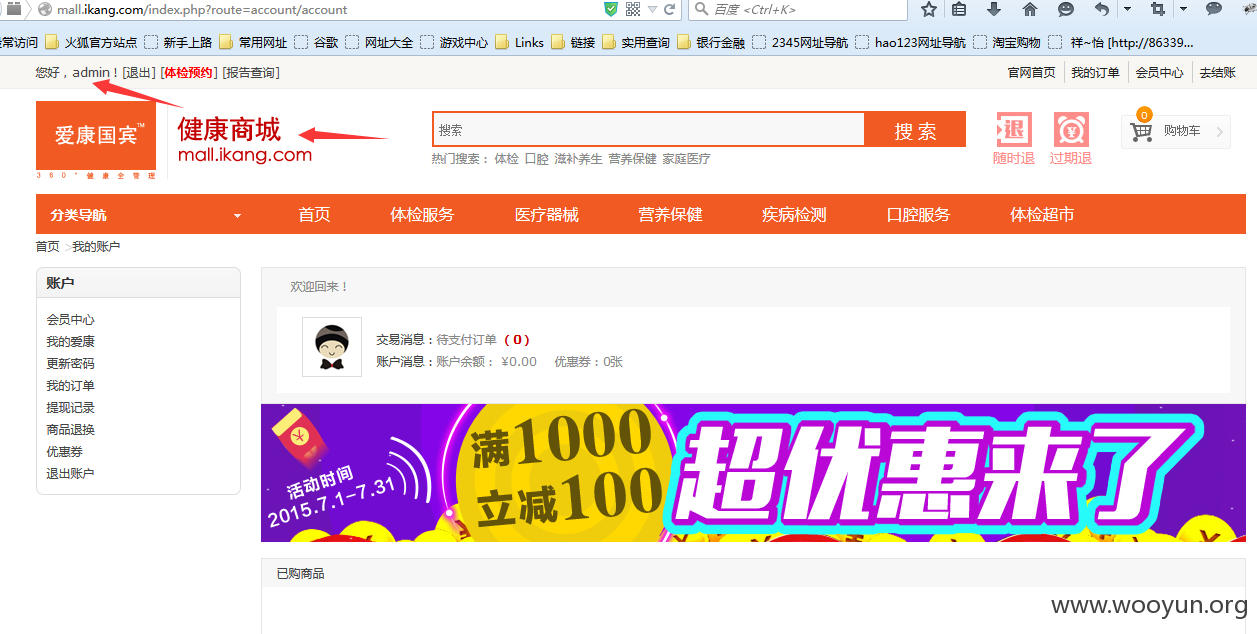 mall.ikang.com/index.php?route=account/account
百度 <Ctrl+K>
常访问 火狐官方站点 新手上路 常用网址 谷歌 网址大全 游戏中心 Links 链接 实用查询 银行金融 2345网址导航 hao123网址导航 淘宝购物 祥~怡 [http://86339...
您好，admin！[退出] [体检预约] [报告查询]
官网首页 我的订单 会员中心 去结账
爱康国宾™
360°健康全管理
健康商城
mall.ikang.com
搜索
搜 索
热门搜索： 体检 口腔 滋补养生 营养保健 家庭医疗
退
随时退
¥
过期退
0
购物车
分类导航
首页 体检服务 医疗器械 营养保健 疾病检测 口腔服务 体检超市
首页 >我的账户
账户
会员中心
我的爱康
更新密码
我的订单
提现记录
商品退换
优惠券
退出账户
欢迎回来！
交易消息：待支付订单 ( 0 )
账户消息：账户余额： ¥0.00 优惠券：0张
活动时间
2015.7.1-7.31
满1000
立减100
超优惠来了
已购商品
www.wooyun.org